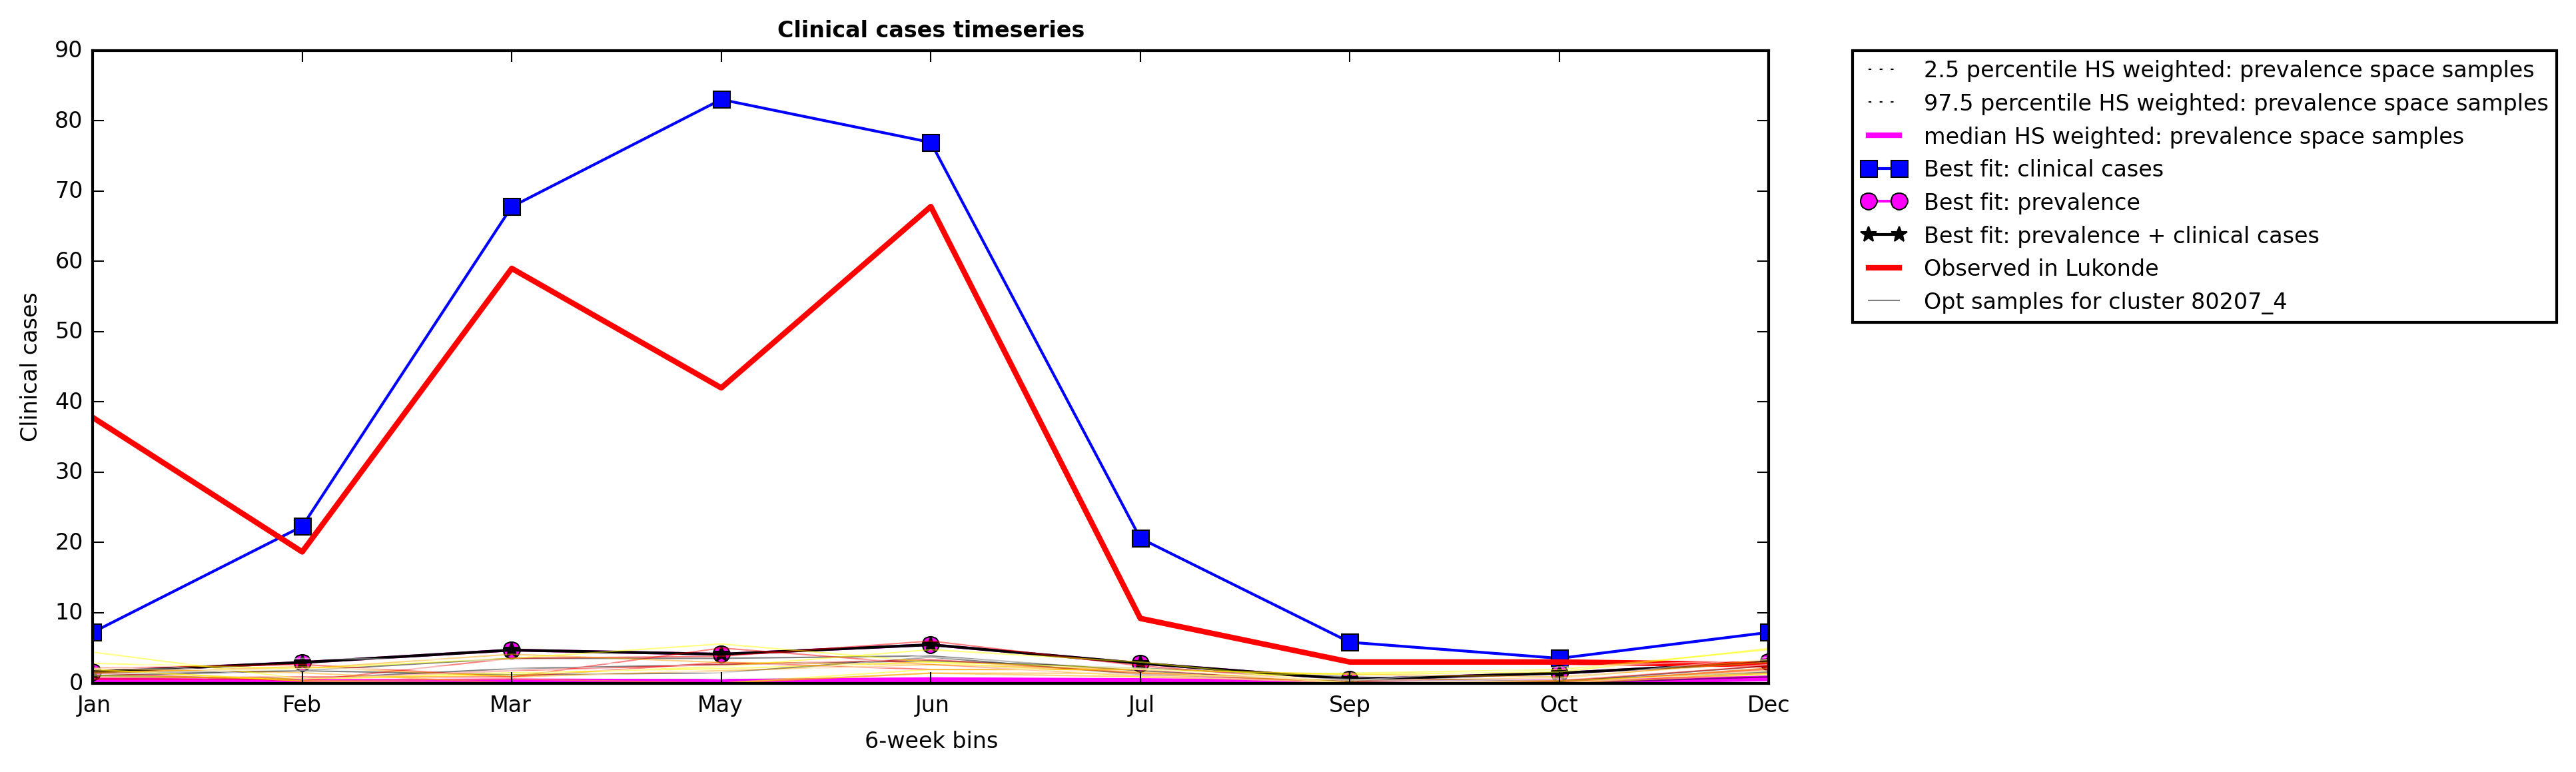 Clinical cases timeseries
90
80
70
60
50
40
30
20
10
0
Clinical cases
Jan Feb Mar May Jun Jul Sep Oct Dec
6-week bins
2.5 percentile HS weighted: prevalence space samples
97.5 percentile HS weighted: prevalence space samples
median HS weighted: prevalence space samples
Best fit: clinical cases
Best fit: prevalence
Best fit: prevalence + clinical cases
Observed in Lukonde
Opt samples for cluster 80207_4